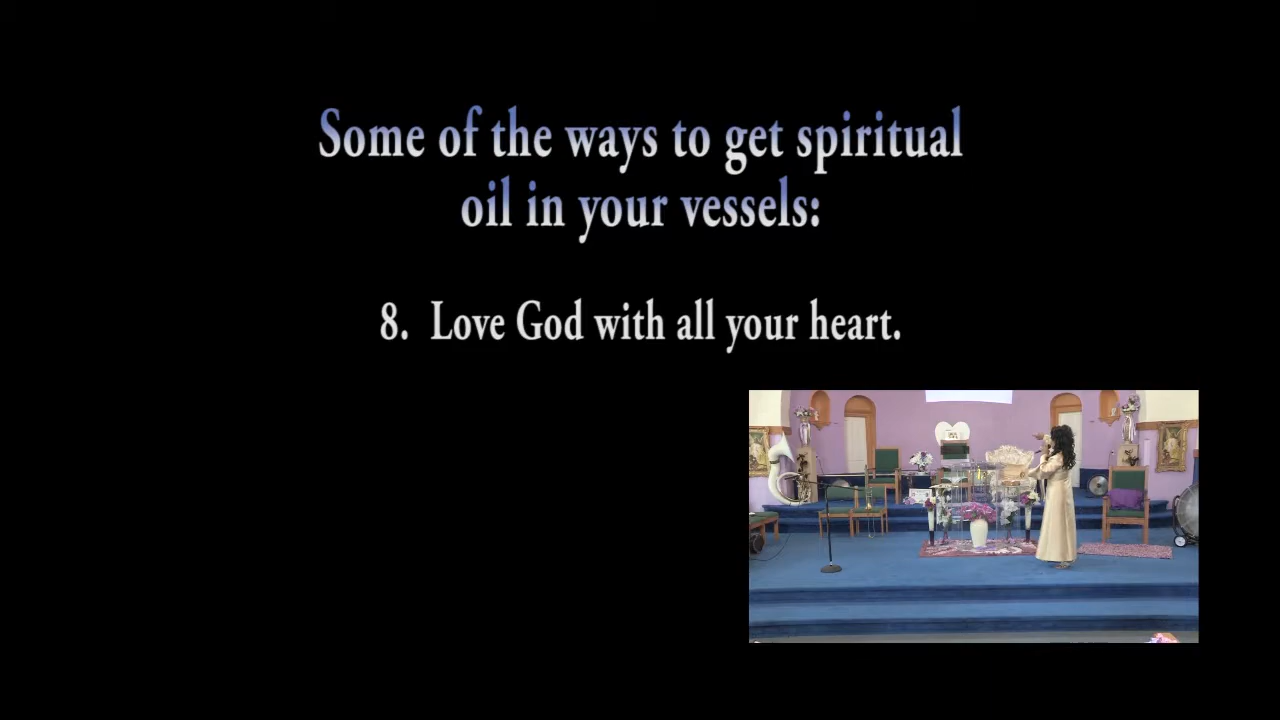 Some of the ways to get spiritual
oil in your vessels:
8. Love God with all your heart.